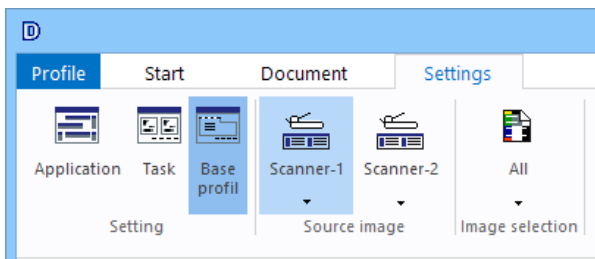 D
Profile Start Document Settings
Application Task Base profil Scanner-1 Scanner-2 All
Setting Source image Image selection